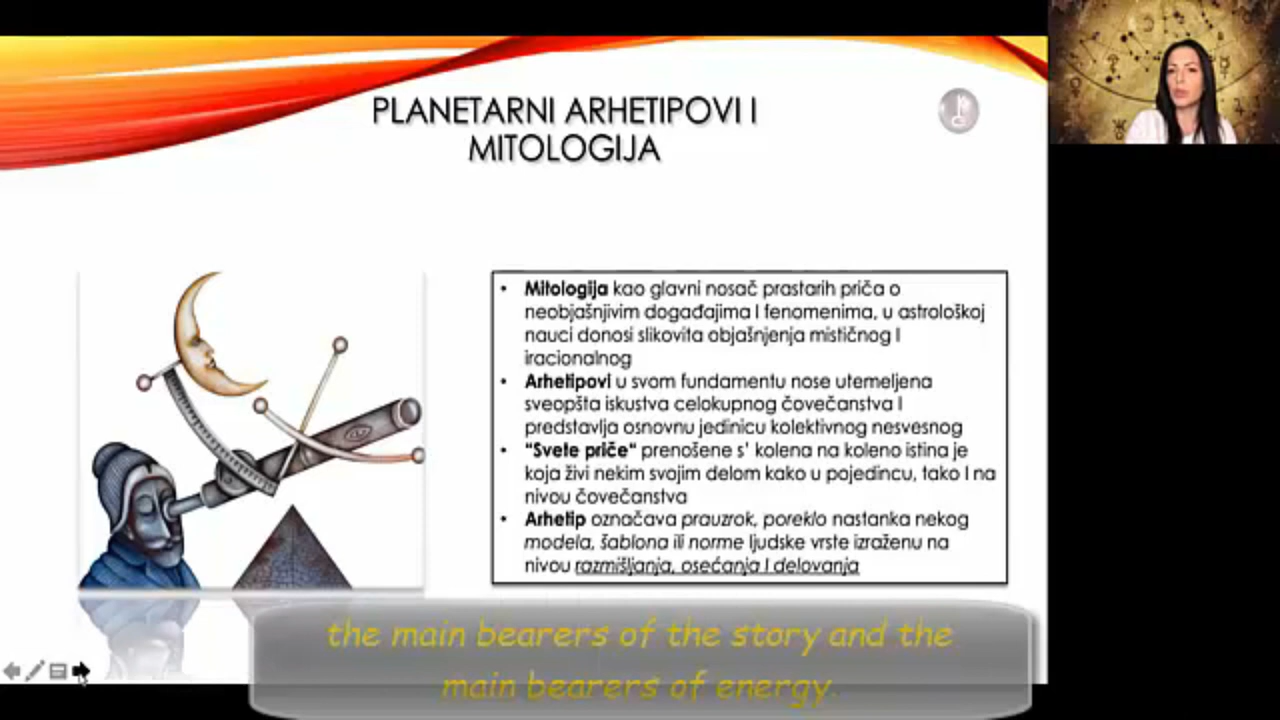 PLANETARNI ARHETIPOVI I
MITOLOGIJA
• Mitologija kao glavni nosač prastarih priča o
neobjašnjivim događajima I fenomenima, u astrološkoj
nauci donosi slikovita objašnjenja mističnog I
iracionalnog
• Arhetipovi u svom fundamentu nose utemeljena
sveopšta iskustva celokupnog čovečanstva I
predstavlja osnovnu jedinicu kolektivnog nesvesnog
• "Svete priče" prenošene s' kolena na koleno istina je
koja živi nekim svojim delom kako u pojedincu, tako I na
nivou čovečanstva
• Arhetip označava prauzrok, poreklo nastanka nekog
modela, šablona ili norme ljudske vrste izraženu na
nivou razmišljanja, osećanja I delovanja
the main bearers of the story and the
main bearers of energy.